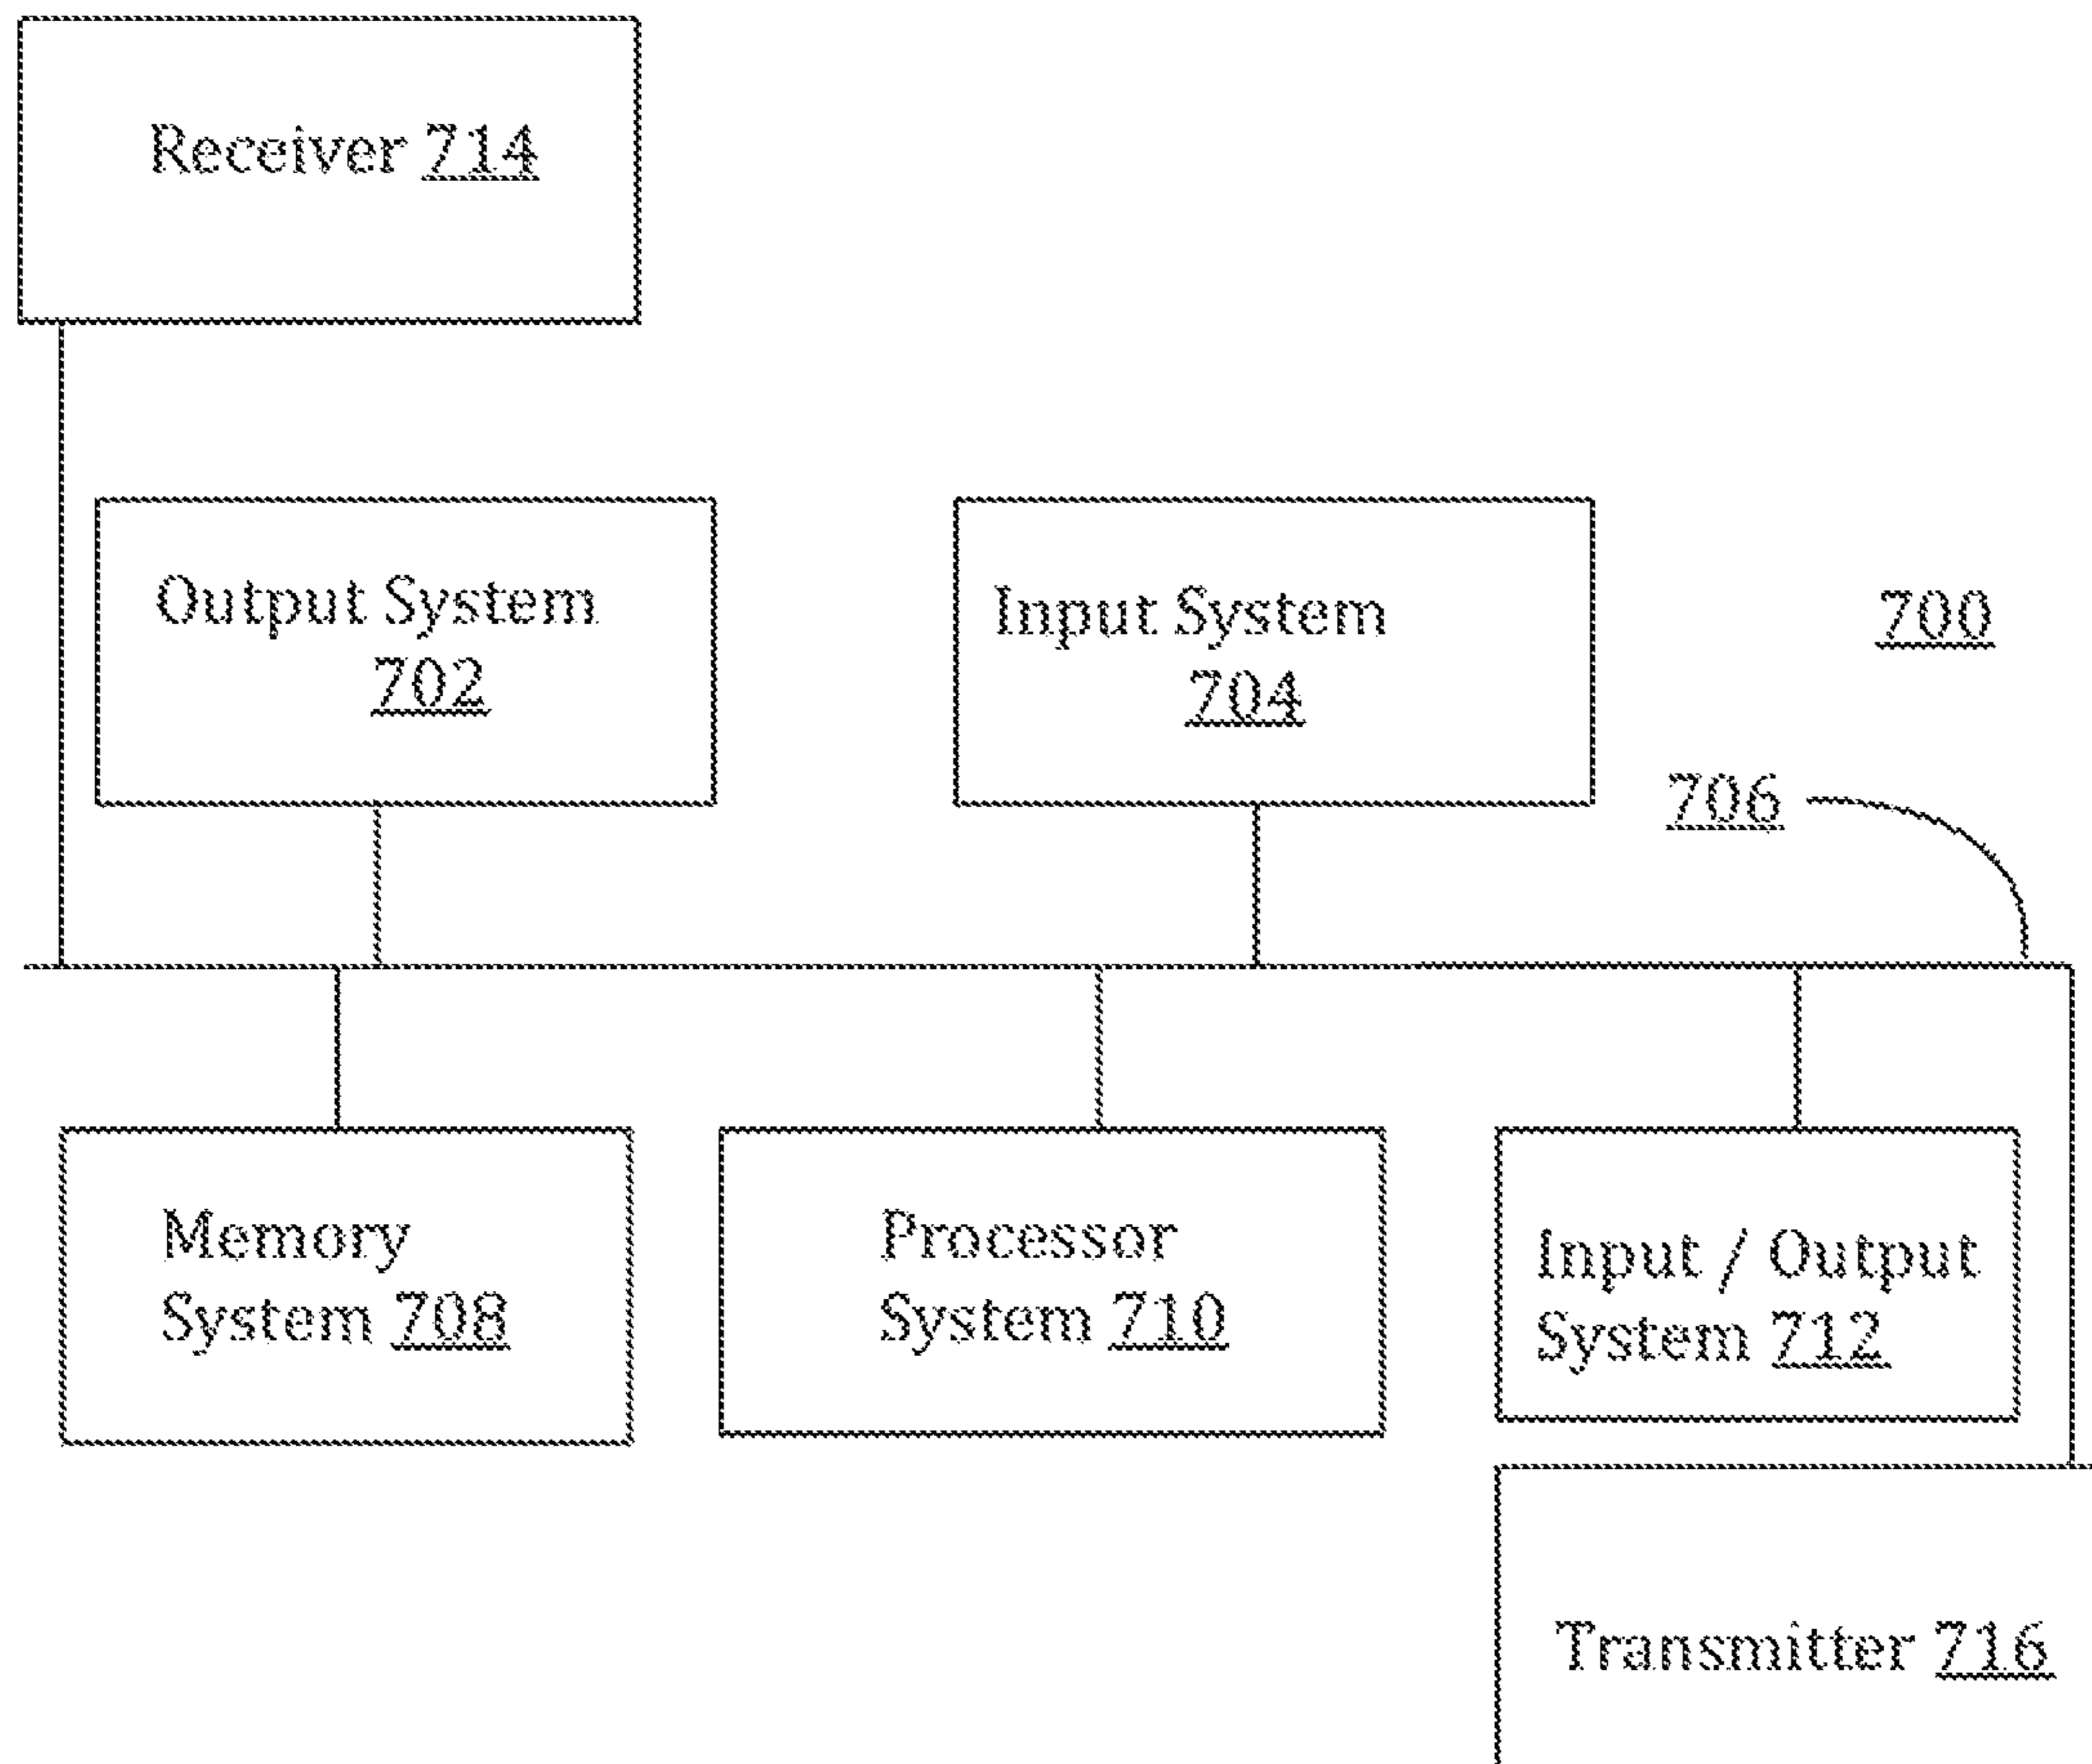 Receiver 714
Output System
702
Input System
704
700
706
Memory
System 708
Processor
System 710
Input / Output
System 712
Transmitter 716